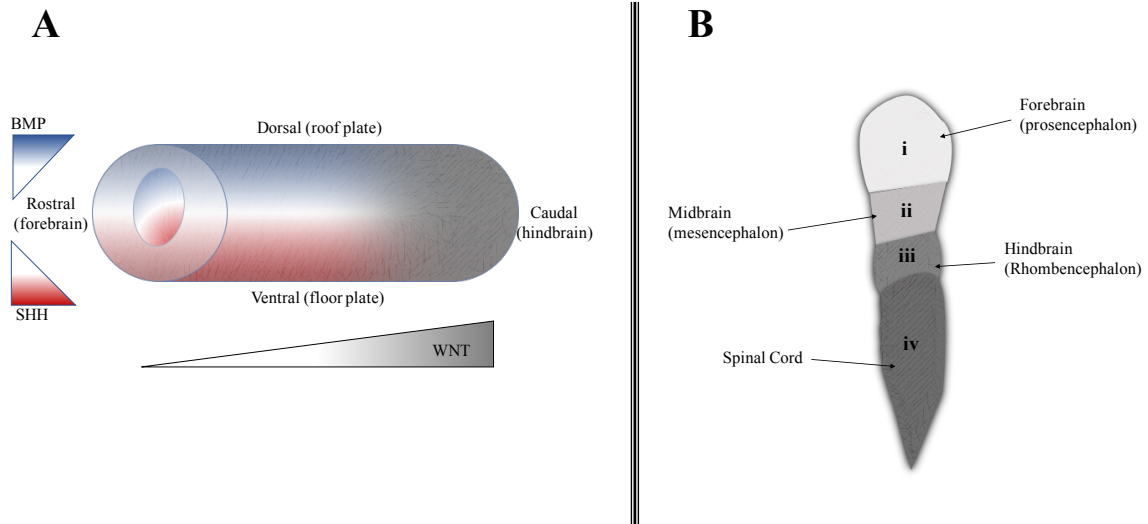 A
BMP
Dorsal (roof plate)
Rostral
(forebrain)
Caudal
(hindbrain)
SHH
Ventral (floor plate)
WNT
B
Forebrain
(prosencephalon)
i
Midbrain
(mesencephalon)
ii
Hindbrain
(Rhombencephalon)
iii
Spinal Cord
iv